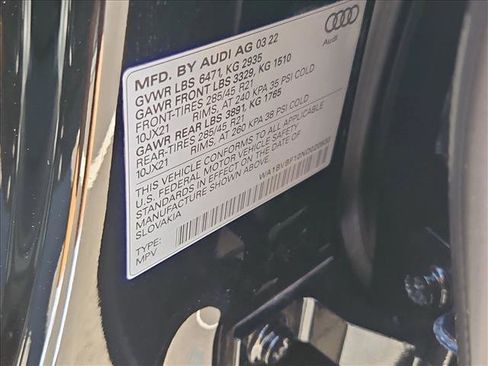 Audi
MFD. BY AUDI AG 03 22
GVWR LBS 6471, KG 2935
GAWR FRONT LBS 3329, KG 1510
FRONT-TIRES 285/45 R21
10JX21 RIMS, AT 240 KPA 35 PSI COLD
GAWR REAR LBS 3891, KG 1765
REAR-TIRES 285/45 R21
10JX21 RIMS, AT 260 KPA 38 PSI COLD
THIS VEHICLE CONFORMS TO ALL APPLICABLE
U.S. FEDERAL MOTOR VEHICLE SAFETY
STANDARDS IN EFFECT ON THE DATE OF
MANUFACTURE SHOWN ABOVE.
SLOVAKIA
TYPE:
MPV